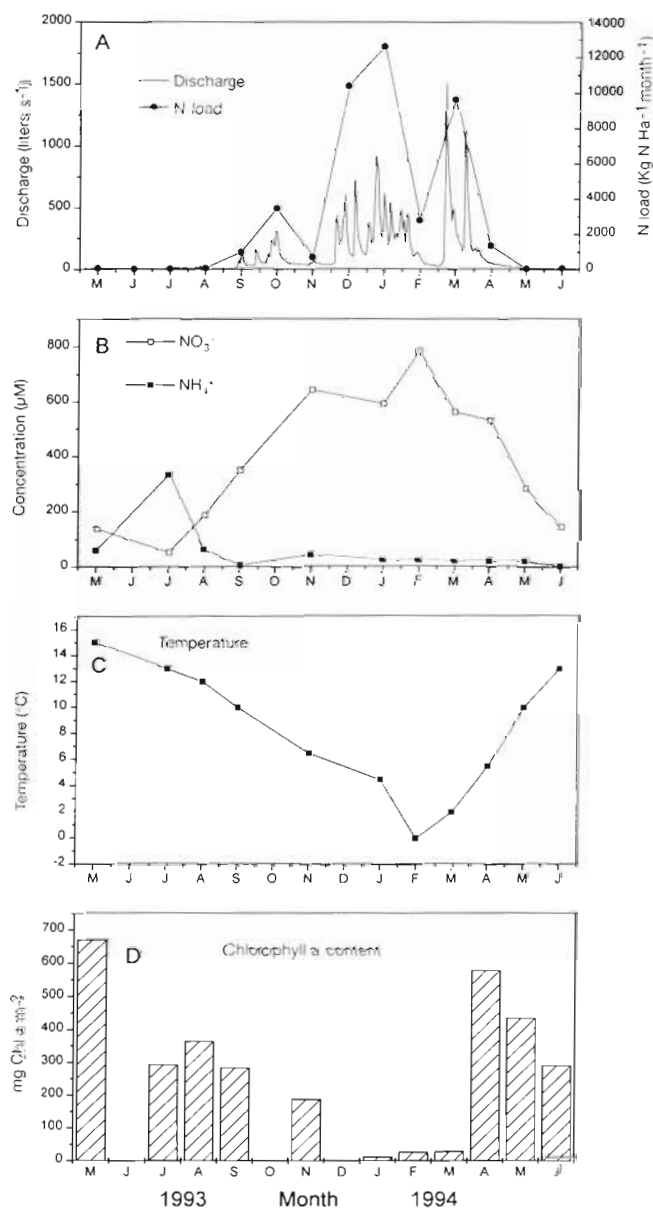 A
Discharge
N load
Discharge (liters s⁻¹)
N load (Kg N Ha⁻¹ month⁻¹)
2000
1500
1000
500
0
14000
12000
10000
8000
6000
4000
2000
0
M J J A S O N D J F M A M J
B
NO₃⁻
NH₄⁺
Concentration (µM)
800
600
400
200
0
M J J A S O N D J F M A M J
C
Temperature
Temperature (°C)
16
14
12
10
8
6
4
2
0
-2
M J J A S O N D J F M A M J
D
Chlorophyll a content
mg Chl a m⁻²
700
600
500
400
300
200
100
0
M J J A S O N D J F M A M J
1993 Month 1994